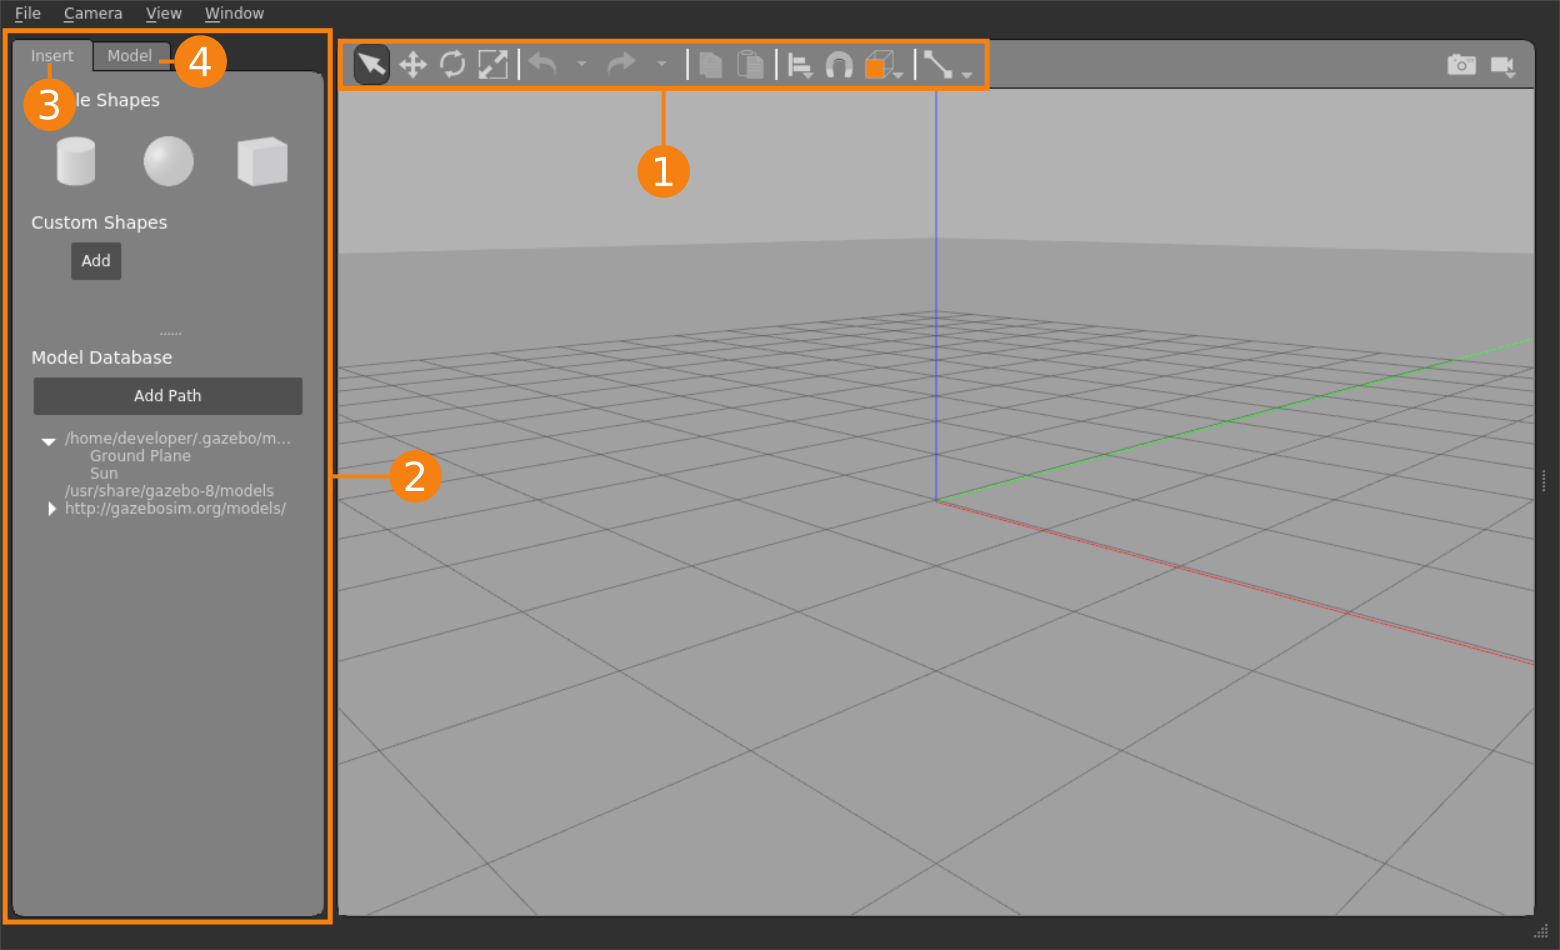 File Camera View Window
Insert Model
4
3
le Shapes
1
Custom Shapes
Add
Model Database
Add Path
/home/developer/.gazebo/m...
Ground Plane
Sun
2
/usr/share/gazebo-8/models
http://gazebosim.org/models/